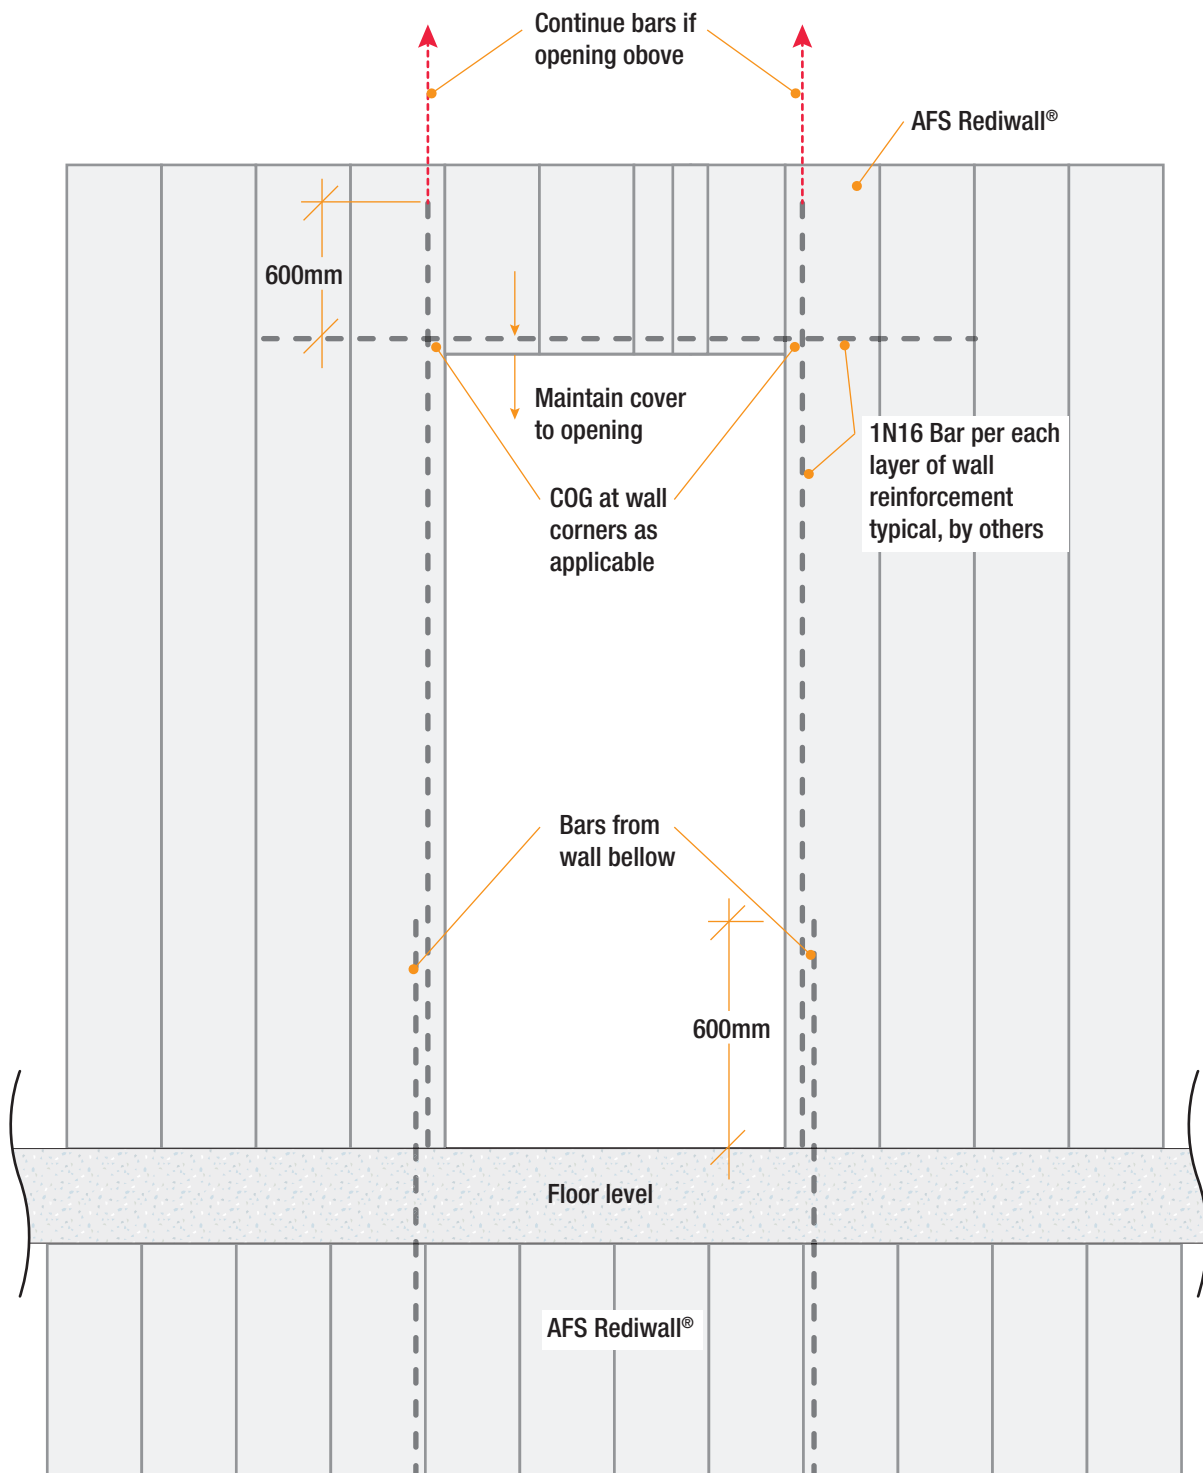 Continue bars if
opening obove
AFS Rediwall®
600mm
Maintain cover
to opening
1N16 Bar per each
layer of wall
reinforcement
typical, by others
COG at wall
corners as
applicable
Bars from
wall bellow
600mm
Floor level
AFS Rediwall®